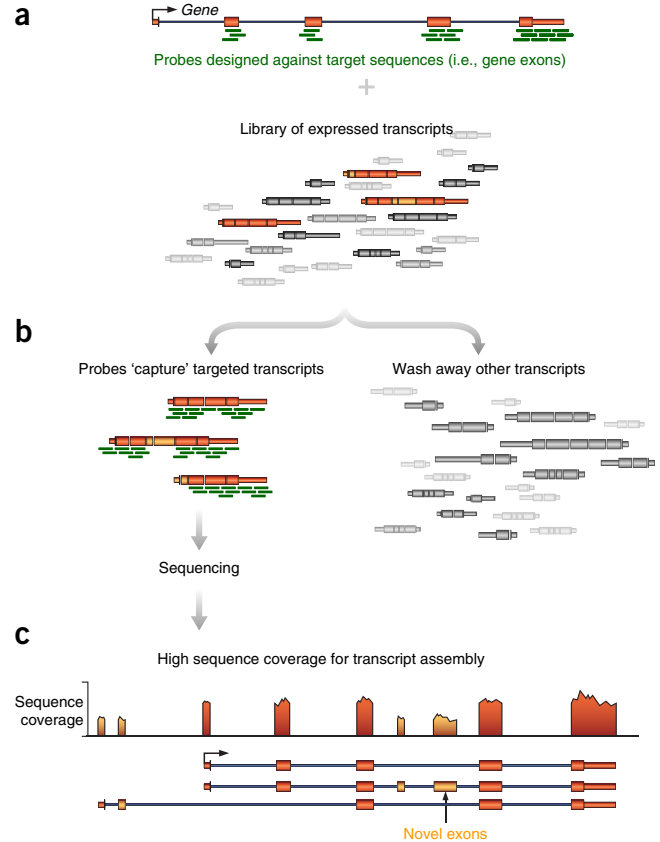 a
Gene
Probes designed against target sequences (i.e., gene exons)
+
Library of expressed transcripts
b
Probes ‘capture’ targeted transcripts
Wash away other transcripts
Sequencing
c
High sequence coverage for transcript assembly
Sequence
coverage
Novel exons